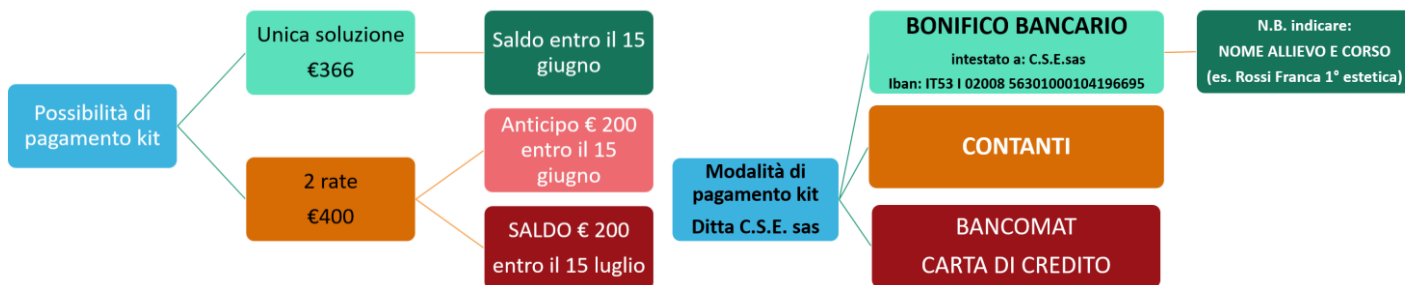 Possibilità di
pagamento kit
Unica soluzione
€366
Saldo entro il 15
giugno
2 rate
€400
Anticipo € 200
entro il 15
giugno
SALDO € 200
entro il 15 luglio
Modalità di
pagamento kit
Ditta C.S.E. sas
BONIFICO BANCARIO
intestato a: C.S.E.sas
Iban: IT53 I 02008 56301000104196695
N.B. indicare:
NOME ALLIEVO E CORSO
(es. Rossi Franca 1° estetica)
CONTANTI
BANCOMAT
CARTA DI CREDITO